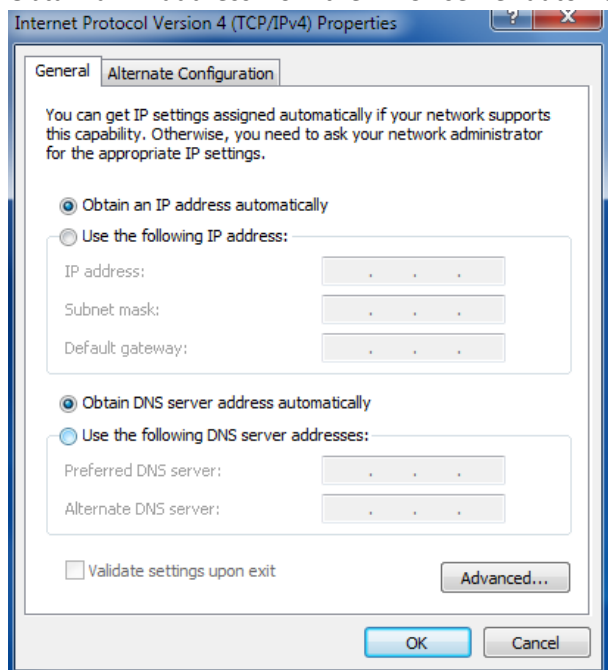 Internet Protocol Version 4 (TCP/IPv4) Properties
General
Alternate Configuration
You can get IP settings assigned automatically if your network supports
this capability. Otherwise, you need to ask your network administrator
for the appropriate IP settings.
Obtain an IP address automatically
Use the following IP address:
IP address:
Subnet mask:
Default gateway:
Obtain DNS server address automatically
Use the following DNS server addresses:
Preferred DNS server:
Alternate DNS server:
Validate settings upon exit
Advanced...
OK
Cancel